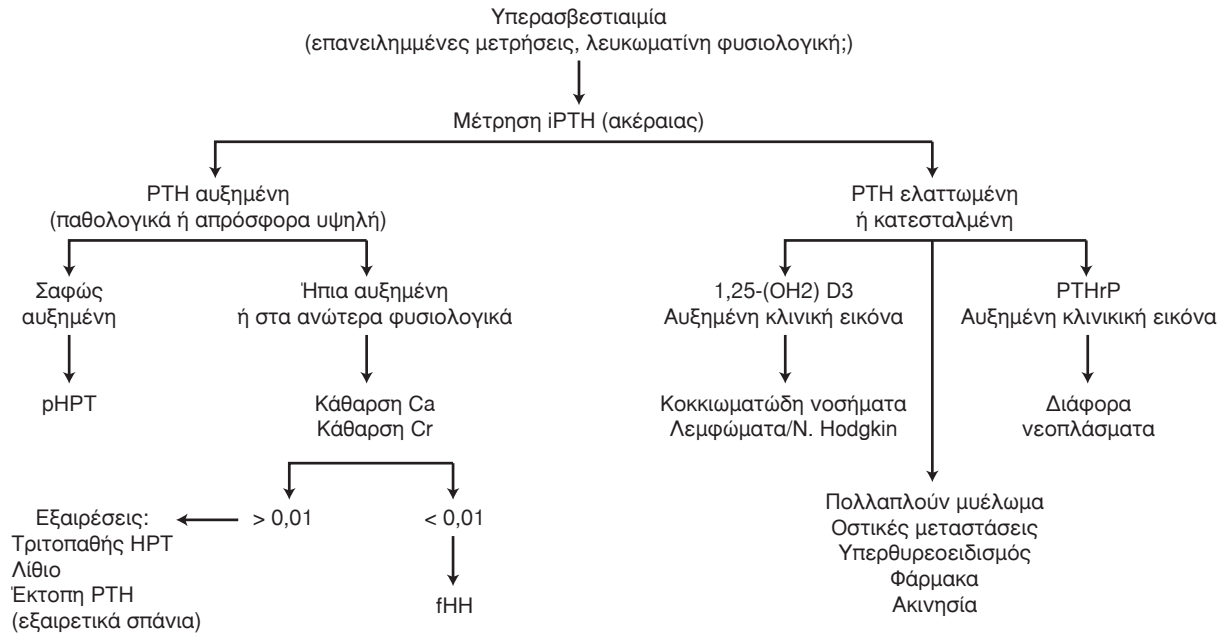 Υπερασβεστιαιμία
(επανειλημμένες μετρήσεις, λευκωματίνη φυσιολογική;)
Μέτρηση iPTH (ακέραιας)
PTH αυξημένη
(παθολογικά ή απρόσφορα υψηλή)
PTH ελαττωμένη
ή κατεσταλμένη
Σαφώς
αυξημένη
Ήπια αυξημένη
ή στα ανώτερα φυσιολογικά
1,25-(OH2) D3
Αυξημένη κλινική εικόνα
PTHrP
Αυξημένη κλινικική εικόνα
pHPT
Κάθαρση Ca
Κάθαρση Cr
Κοκκιωματώδη νοσήματα
Λεμφώματα/Ν. Hodgkin
Διάφορα
νεοπλάσματα
Εξαιρέσεις:
Τριτοπαθής HPT
Λίθιο
Έκτοπη PTH
(εξαιρετικά σπάνια)
> 0,01
< 0,01
fHH
Πολλαπλούν μυέλωμα
Οστικές μεταστάσεις
Υπερθυρεοειδισμός
Φάρμακα
Ακινησία